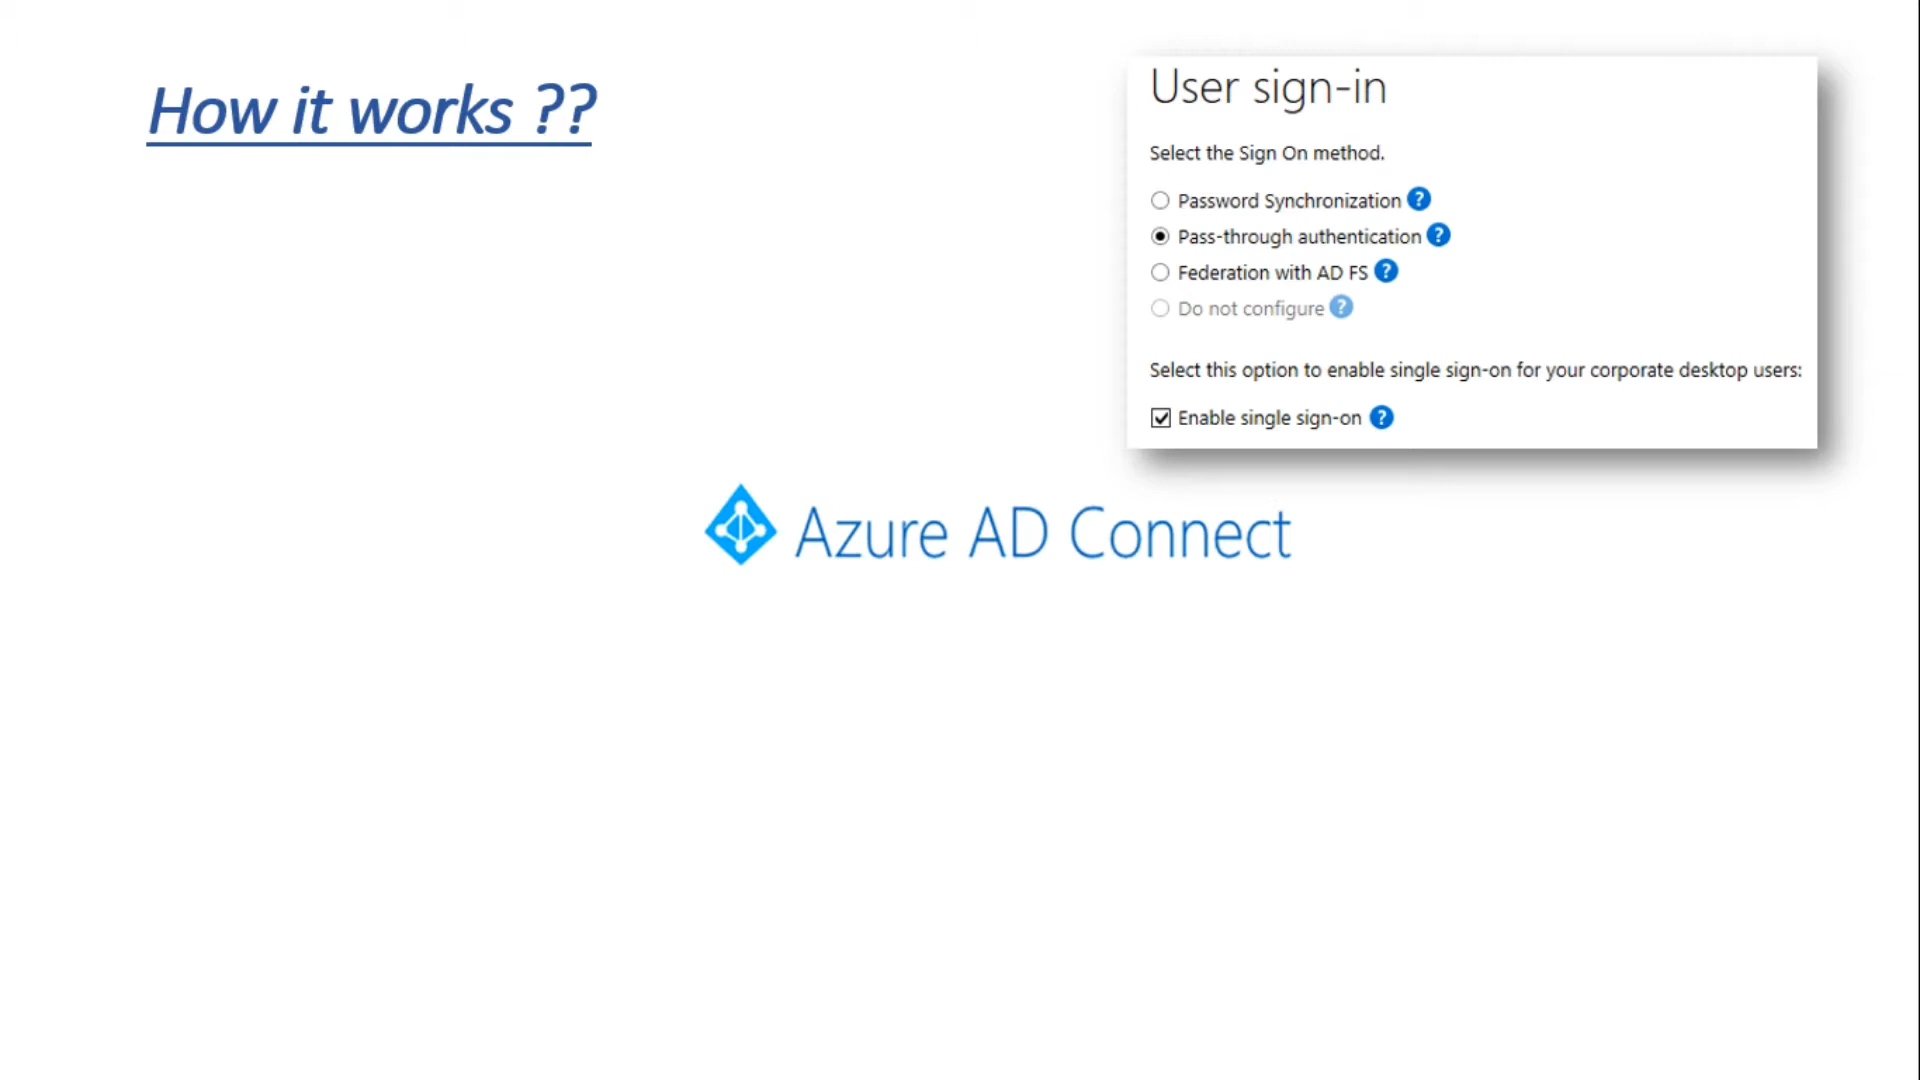 How it works ??
User sign-in
Select the Sign On method.
Password Synchronization ?
Pass-through authentication ?
Federation with AD FS ?
Do not configure ?
Select this option to enable single sign-on for your corporate desktop users:
Enable single sign-on ?
Azure AD Connect